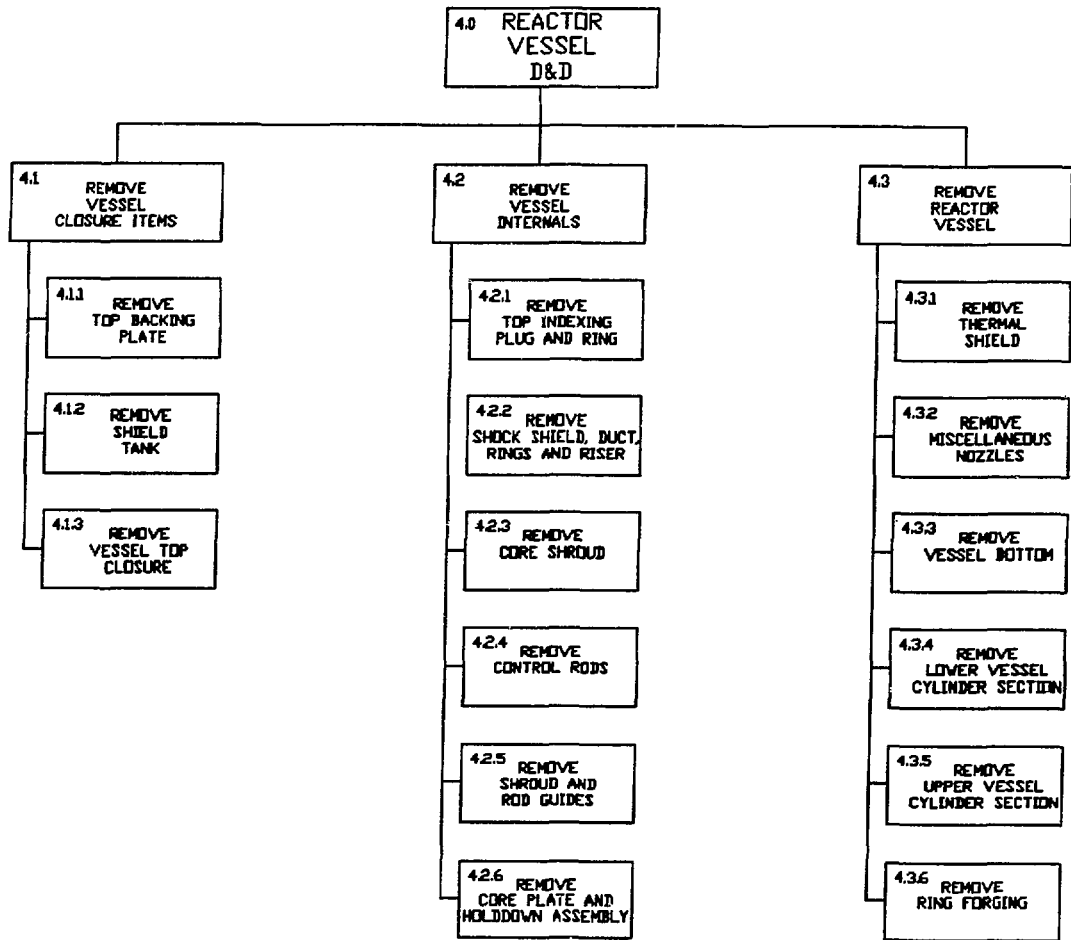 4.0 REACTOR
VESSEL
D&D
4.1
REMOVE
VESSEL
CLOSURE ITEMS
4.1.1 REMOVE
TOP BACKING
PLATE
4.1.2 REMOVE
SHIELD
TANK
4.1.3 REMOVE
VESSEL TOP
CLOSURE
4.2
REMOVE
VESSEL
INTERNALS
4.2.1 REMOVE
TOP INDEXING
PLUG AND RING
4.2.2 REMOVE
SHOCK SHIELD, DUCT,
RINGS AND RISER
4.2.3 REMOVE
CORE SHROUD
4.2.4 REMOVE
CONTROL RODS
4.2.5 REMOVE
SHROUD AND
ROD GUIDES
4.2.6 REMOVE
CORE PLATE AND
HOLDDOWN ASSEMBLY
4.3
REMOVE
REACTOR
VESSEL
4.3.1 REMOVE
THERMAL
SHIELD
4.3.2 REMOVE
MISCELLANEOUS
NOZZLES
4.3.3 REMOVE
VESSEL BOTTOM
4.3.4 REMOVE
LOWER VESSEL
CYLINDER SECTION
4.3.5 REMOVE
UPPER VESSEL
CYLINDER SECTION
4.3.6 REMOVE
RING FORGING